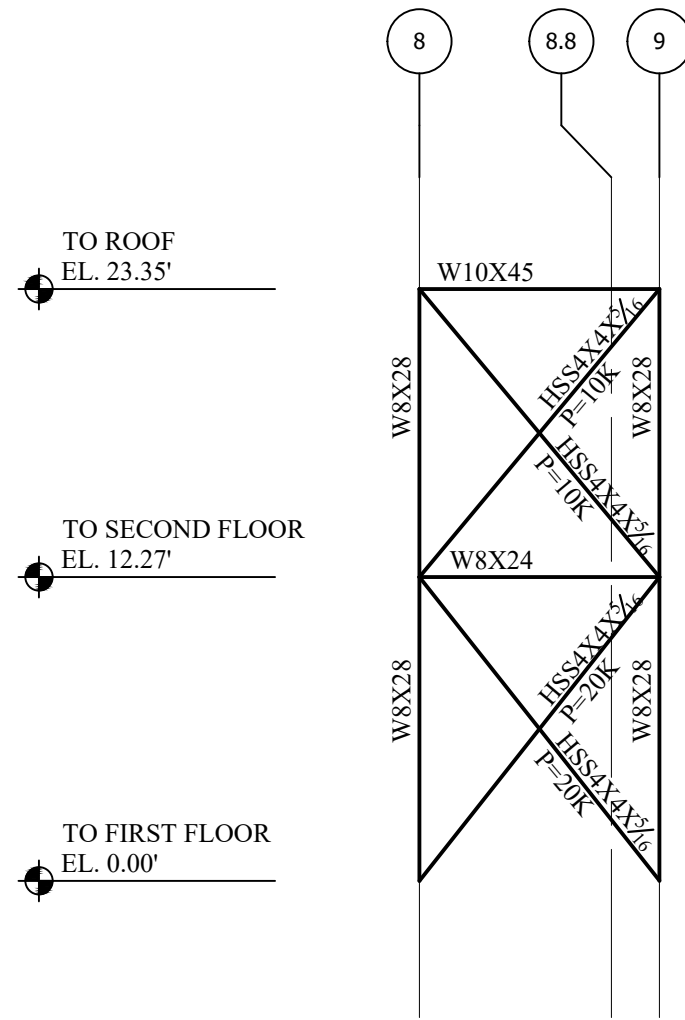 8
8.8
9
TO ROOF
EL. 23.35'
W10X45
W8X28
HSS4X4X5/16
P=10K
W8X28
HSS4X4X5/16
P=10K
TO SECOND FLOOR
EL. 12.27'
W8X24
W8X28
HSS4X4X5/16
P=20K
W8X28
HSS4X4X5/16
P=20K
TO FIRST FLOOR
EL. 0.00'